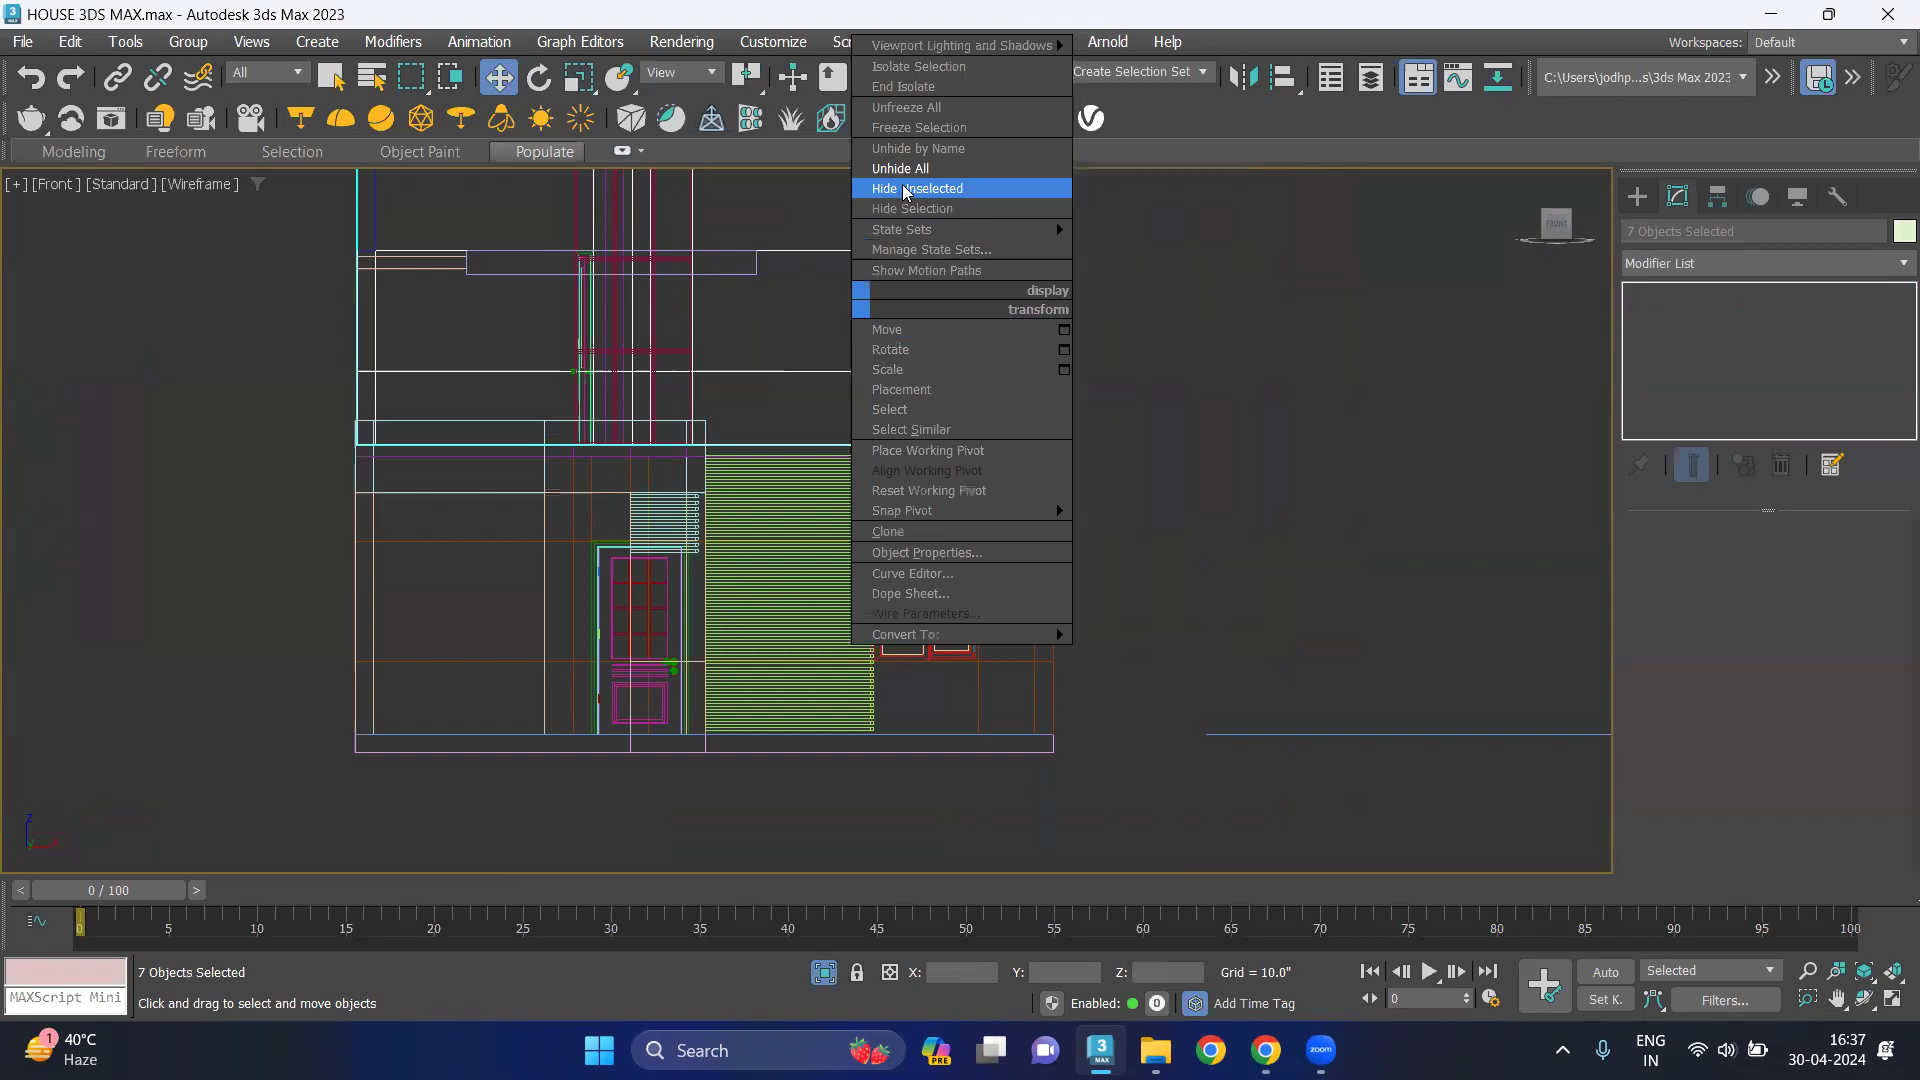 HOUSE 3DS MAX.max - Autodesk 3ds Max 2023
File Edit Tools Group Views Create Modifiers Animation Graph Editors Rendering Customize Arnold Help
Workspaces: Default
All
View
Create Selection Set
C:\Users\jodhp...s\3ds Max 2023
Modeling Freeform Selection Object Paint Populate
[+] [Front ] [Standard ] [Wireframe ]
Viewport Lighting and Shadows
Isolate Selection
End Isolate
Unfreeze All
Freeze Selection
Unhide by Name
Unhide All
Hide Unselected
Hide Selection
State Sets
Manage State Sets...
Show Motion Paths
display
transform
Move
Rotate
Scale
Placement
Select
Select Similar
Place Working Pivot
Align Working Pivot
Reset Working Pivot
Snap Pivot
Clone
Object Properties...
Curve Editor...
Dope Sheet...
Wire Parameters...
Convert To:
FRONT
7 Objects Selected
Modifier List
z
x
y
< 0 / 100 >
0 5 10 15 20 25 30 35 40 45 50 55 60 65 70 75 80 85 90 95 100
MAXScript Mini
7 Objects Selected
Click and drag to select and move objects
X: Y: Z: Grid = 10.0"
Enabled: 0 Add Time Tag
0
Auto Selected
Set K. Filters...
1
40°C
Haze
Search
PRE
3
MAX
zoom
ENG
IN
16:37
30-04-2024